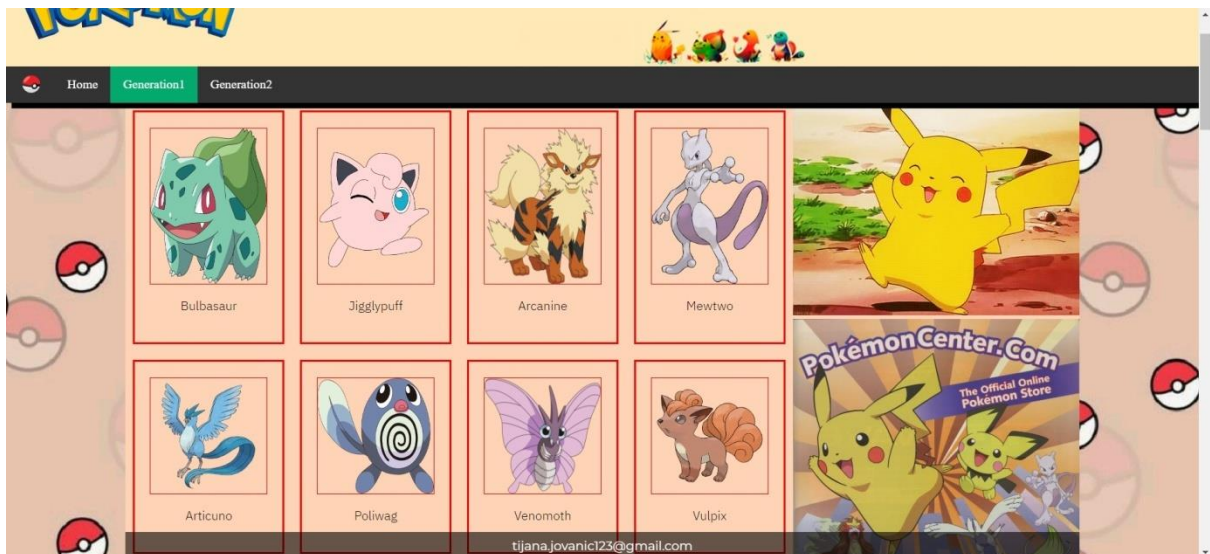 POKÉMON
Home Generation1 Generation2
Bulbasaur Jigglypuff Arcanine Mewtwo
PokémonCenter.Com
The Official Online
Pokémon Store
Articuno Poliwag Venomoth Vulpix
tijana.jovanic123@gmail.com